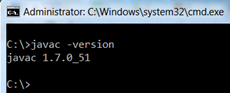 Administrator: C:\Windows\system32\cmd.exe
C:\>javac -version
javac 1.7.0_51
C:\>